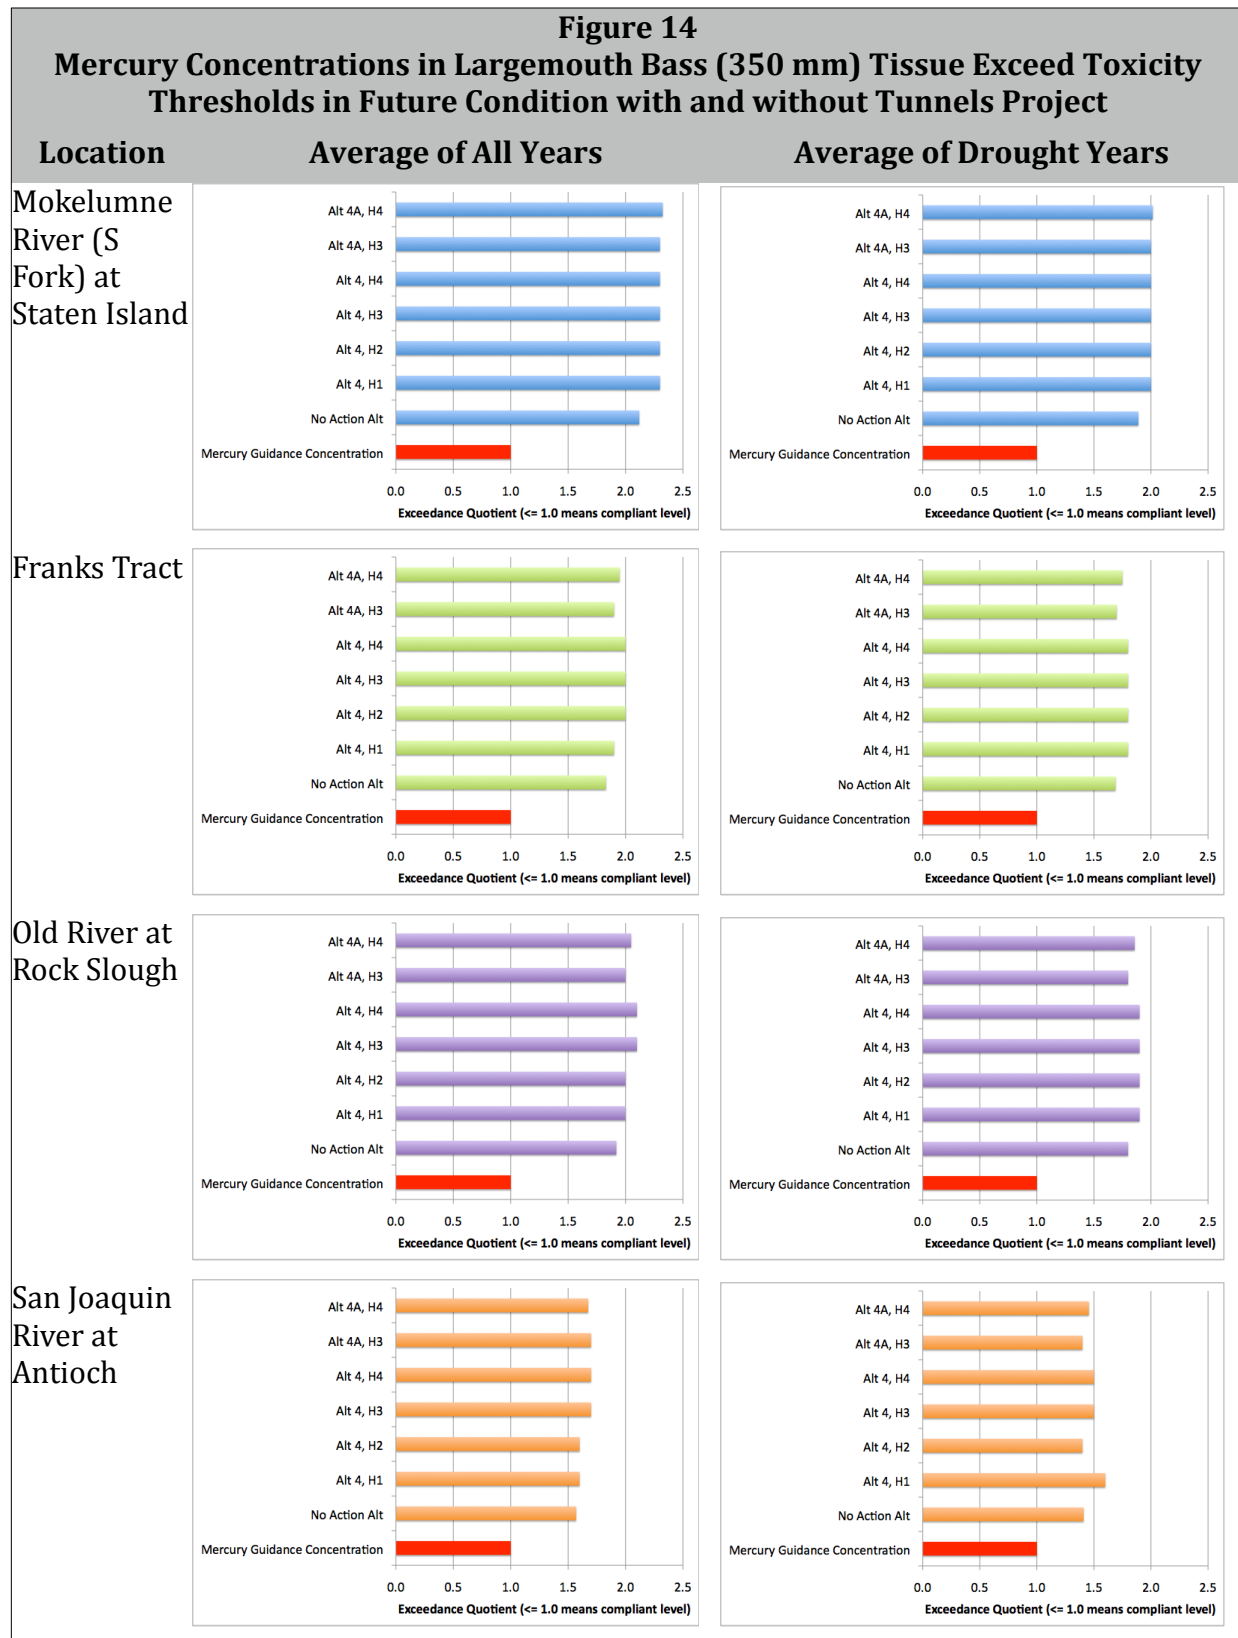 Figure 14
Mercury Concentrations in Largemouth Bass (350 mm) Tissue Exceed Toxicity
Thresholds in Future Condition with and without Tunnels Project
Location Average of All Years Average of Drought Years
Mokelumne
River (S
Fork) at
Staten Island
Alt 4A, H4
Alt 4A, H3
Alt 4, H4
Alt 4, H3
Alt 4, H2
Alt 4, H1
No Action Alt
Mercury Guidance Concentration
0.0 0.5 1.0 1.5 2.0 2.5
Exceedance Quotient (<= 1.0 means compliant level)
Alt 4A, H4
Alt 4A, H3
Alt 4, H4
Alt 4, H3
Alt 4, H2
Alt 4, H1
No Action Alt
Mercury Guidance Concentration
0.0 0.5 1.0 1.5 2.0 2.5
Exceedance Quotient (<= 1.0 means compliant level)
Franks Tract
Alt 4A, H4
Alt 4A, H3
Alt 4, H4
Alt 4, H3
Alt 4, H2
Alt 4, H1
No Action Alt
Mercury Guidance Concentration
0.0 0.5 1.0 1.5 2.0 2.5
Exceedance Quotient (<= 1.0 means compliant level)
Alt 4A, H4
Alt 4A, H3
Alt 4, H4
Alt 4, H3
Alt 4, H2
Alt 4, H1
No Action Alt
Mercury Guidance Concentration
0.0 0.5 1.0 1.5 2.0 2.5
Exceedance Quotient (<= 1.0 means compliant level)
Old River at
Rock Slough
Alt 4A, H4
Alt 4A, H3
Alt 4, H4
Alt 4, H3
Alt 4, H2
Alt 4, H1
No Action Alt
Mercury Guidance Concentration
0.0 0.5 1.0 1.5 2.0 2.5
Exceedance Quotient (<= 1.0 means compliant level)
Alt 4A, H4
Alt 4A, H3
Alt 4, H4
Alt 4, H3
Alt 4, H2
Alt 4, H1
No Action Alt
Mercury Guidance Concentration
0.0 0.5 1.0 1.5 2.0 2.5
Exceedance Quotient (<= 1.0 means compliant level)
San Joaquin
River at
Antioch
Alt 4A, H4
Alt 4A, H3
Alt 4, H4
Alt 4, H3
Alt 4, H2
Alt 4, H1
No Action Alt
Mercury Guidance Concentration
0.0 0.5 1.0 1.5 2.0 2.5
Exceedance Quotient (<= 1.0 means compliant level)
Alt 4A, H4
Alt 4A, H3
Alt 4, H4
Alt 4, H3
Alt 4, H2
Alt 4, H1
No Action Alt
Mercury Guidance Concentration
0.0 0.5 1.0 1.5 2.0 2.5
Exceedance Quotient (<= 1.0 means compliant level)